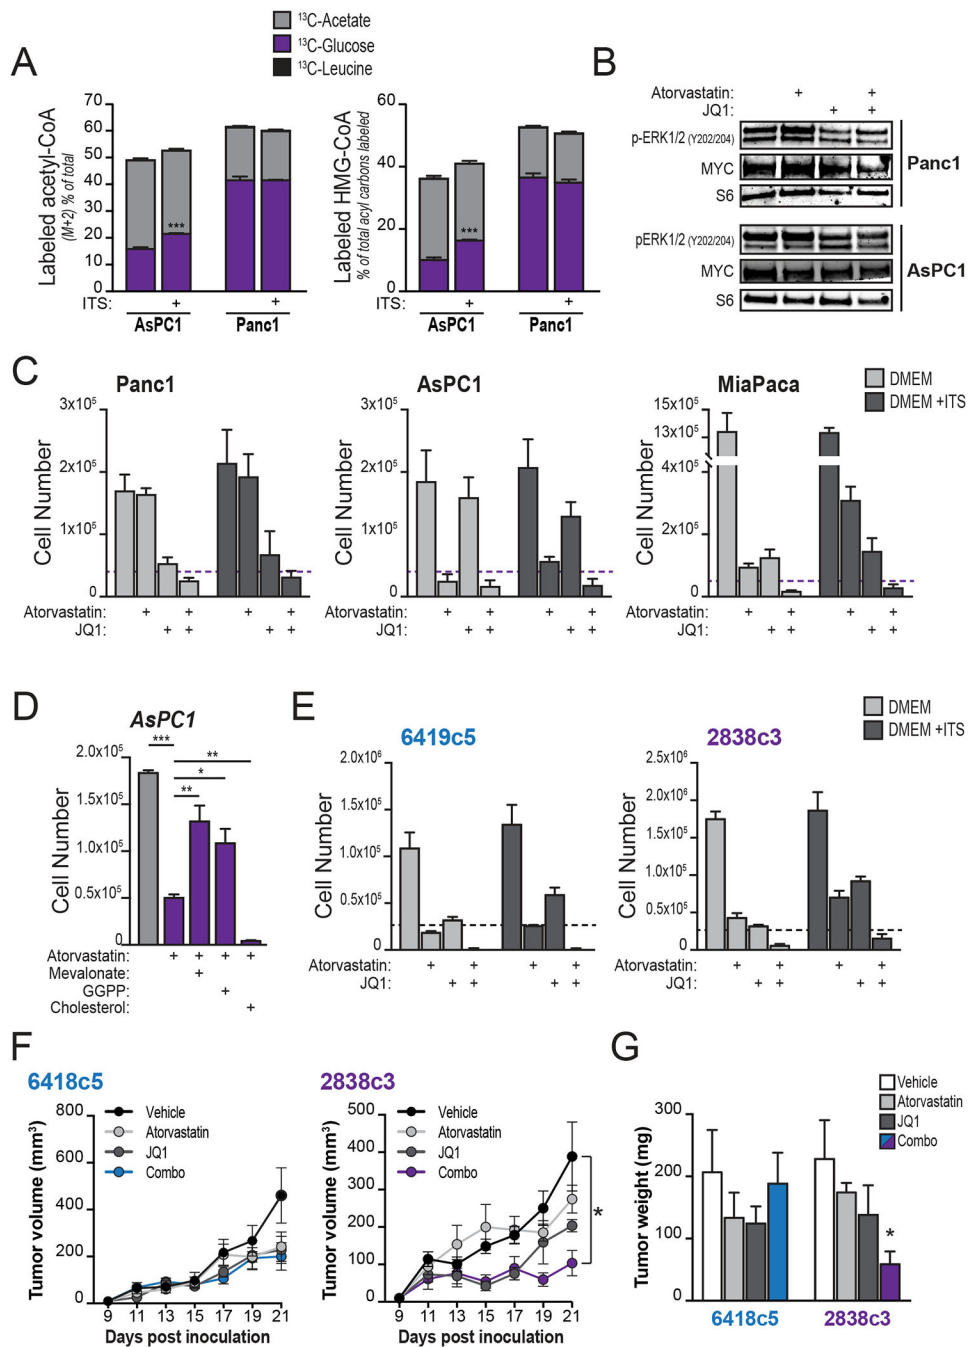 ¹³C-Acetate
¹³C-Glucose
¹³C-Leucine
A
Labeled acetyl-CoA
(M+2) % of total
70
60
50
40
30
20
10
0
***
ITS: +
+
AsPC1
Panc1
Labeled HMG-CoA
% of total acyl carbons labeled
60
40
20
0
***
ITS: +
+
AsPC1
Panc1
B
Atorvastatin: + +
JQ1: + +
p-ERK1/2 (Y202/204)
MYC
S6
Panc1
pERK1/2 (Y202/204)
MYC
S6
AsPC1
C
Panc1
Cell Number
3x10⁵
2x10⁵
1x10⁵
0
Atorvastatin: + + + +
JQ1: + + + +
AsPC1
Cell Number
3x10⁵
2x10⁵
1x10⁵
0
Atorvastatin: + + + +
JQ1: + + + +
MiaPaca
Cell Number
15x10⁵
13x10⁵
4x10⁵
2x10⁵
0
Atorvastatin: + + + +
JQ1: + + + +
DMEM
DMEM +ITS
D
AsPC1
Cell Number
2.0x10⁵
1.5x10⁵
1.0x10⁵
0.5x10⁵
0
***
**
*
**
Atorvastatin: + + + +
Mevalonate: +
GGPP: +
Cholesterol: +
E
6419c5
Cell Number
2.0x10⁶
1.5x10⁵
1.0x10⁵
0.5x10⁵
0
Atorvastatin: + + + +
JQ1: + + + +
2838c3
Cell Number
2.5x10⁶
2.0x10⁶
1.5x10⁶
1.0x10⁵
0.5x10⁵
0
Atorvastatin: + + + +
JQ1: + + + +
DMEM
DMEM +ITS
F
6418c5
Tumor volume (mm³)
800
600
400
200
0
Vehicle
Atorvastatin
JQ1
Combo
9 11 13 15 17 19 21
Days post inoculation
2838c3
Tumor volume (mm³)
500
400
300
200
100
0
Vehicle
Atorvastatin
JQ1
Combo
*
9 11 13 15 17 19 21
Days post inoculation
G
Tumor weight (mg)
300
200
100
0
Vehicle
Atorvastatin
JQ1
Combo
*
6418c5
2838c3